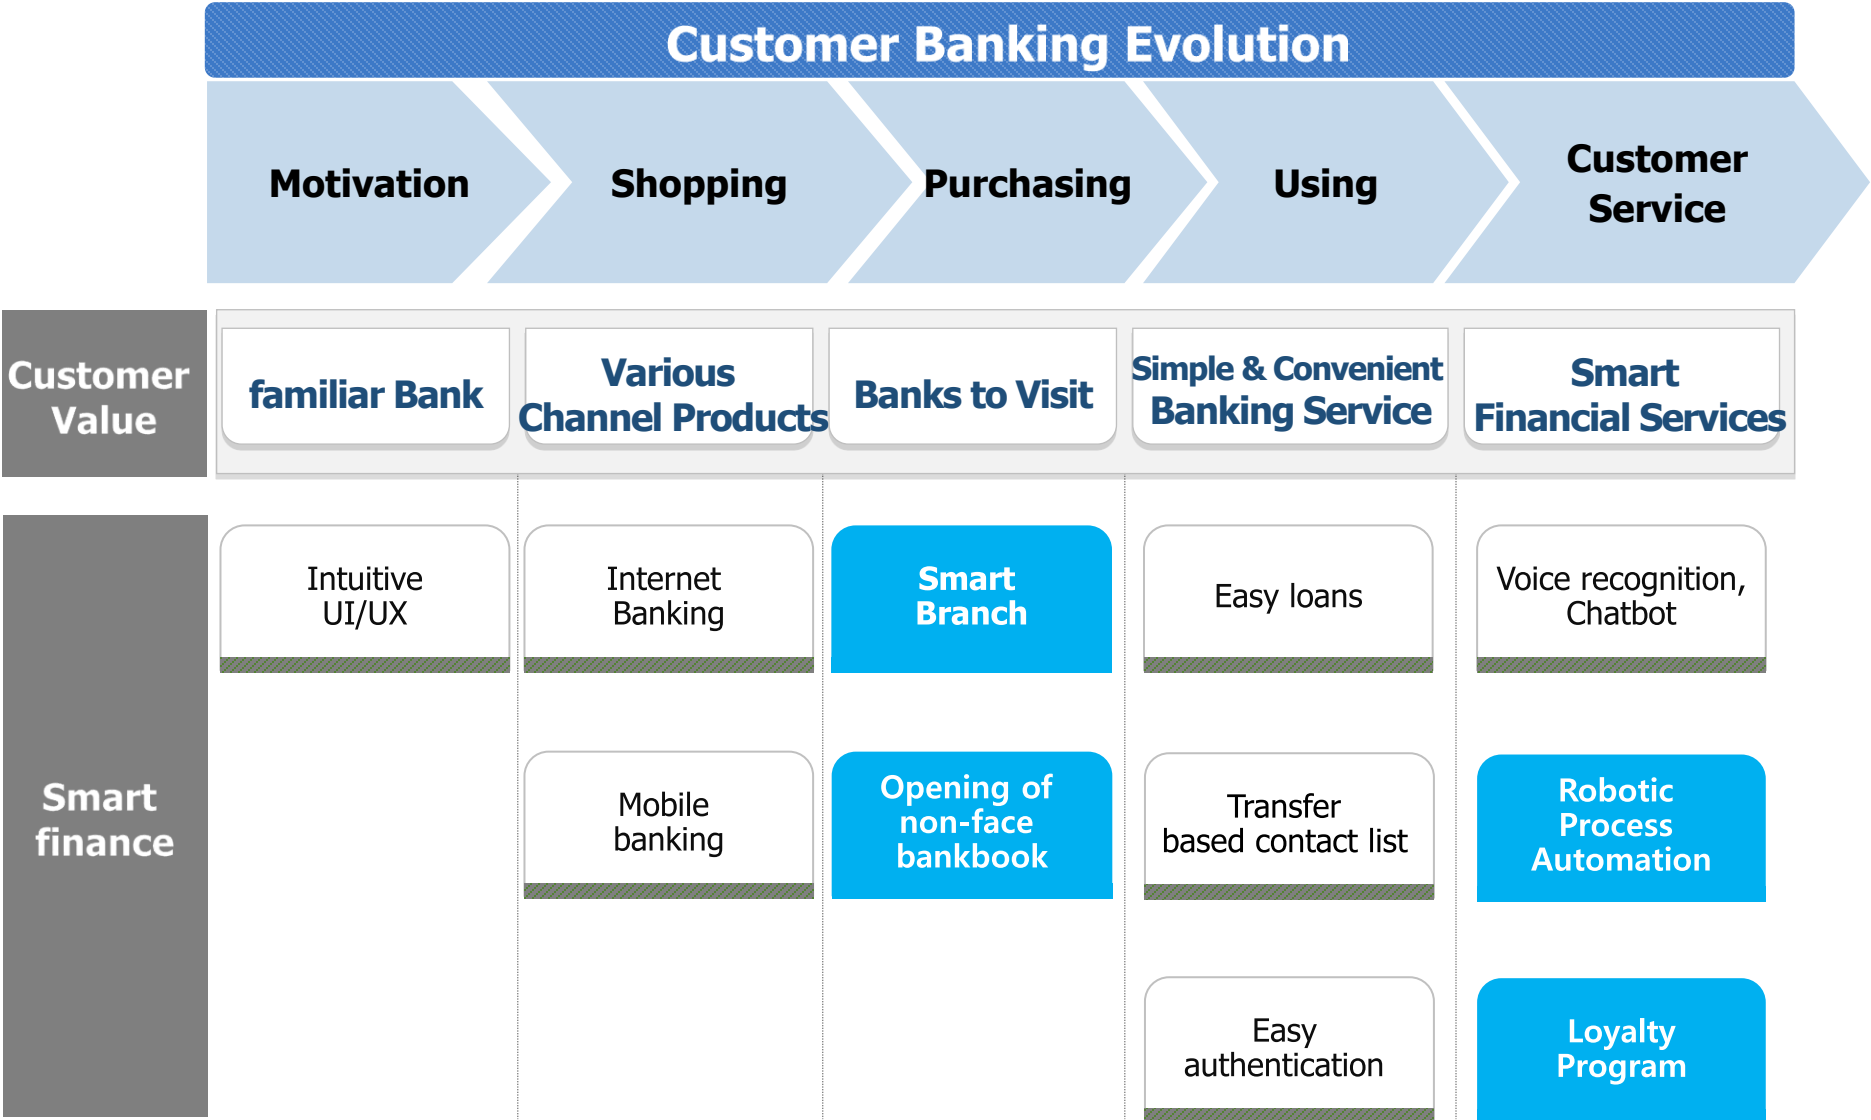 Customer Banking Evolution
Motivation
Shopping
Purchasing
Using
Customer
Service
Customer
Value
familiar Bank
Various
Channel Products
Banks to Visit
Simple & Convenient
Banking Service
Smart
Financial Services
Smart
finance
Intuitive
UI/UX
Internet
Banking
Smart
Branch
Easy loans
Voice recognition,
Chatbot
Mobile
banking
Opening of
non-face
bankbook
Transfer
based contact list
Robotic
Process
Automation
Easy
authentication
Loyalty
Program